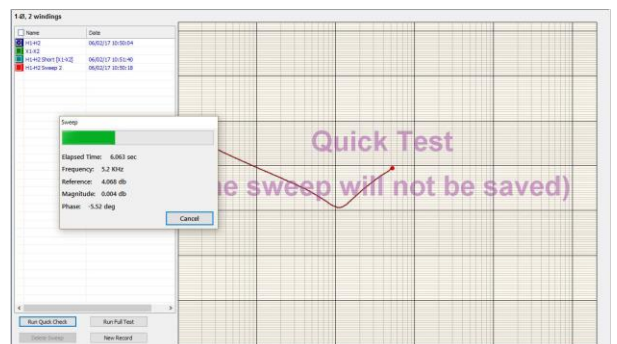 1-Ø, 2 windings
Name Date
H1-H2 06/02/17 10:50:04
X1-X2
H1-H2 Short [X1-X2] 06/02/17 10:51:40
H1-H2 Sweep 2 06/02/17 10:50:18
Sweep
Elapsed Time: 6.063 sec
Frequency: 5.2 KHz
Reference: 4.068 db
Magnitude: 0.004 db
Phase: -5.52 deg
Cancel
Quick Test
e sweep will not be saved)
Run Quick Check Run Full Test
Delete Sweep New Record